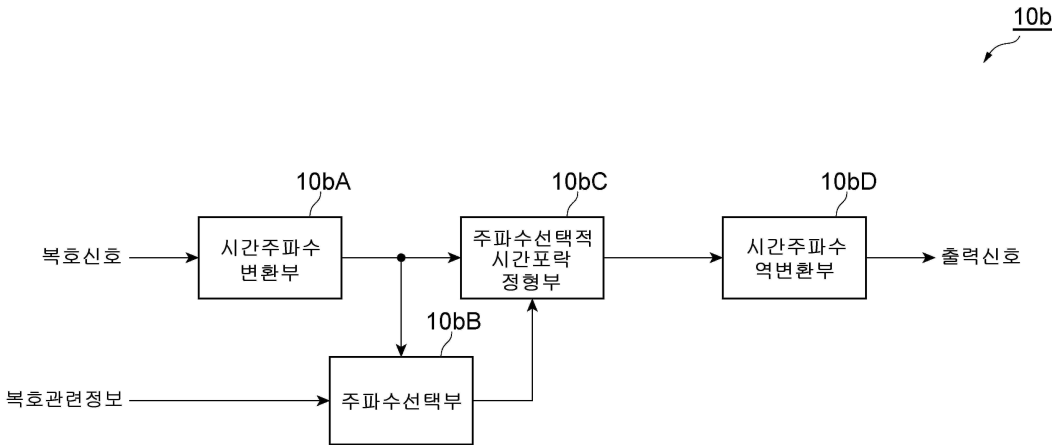 10b
10bA
10bC
10bD
복호신호
시간주파수
변환부
주파수선택적
시간포락
정형부
시간주파수
역변환부
출력신호
10bB
복호관련정보
주파수선택부